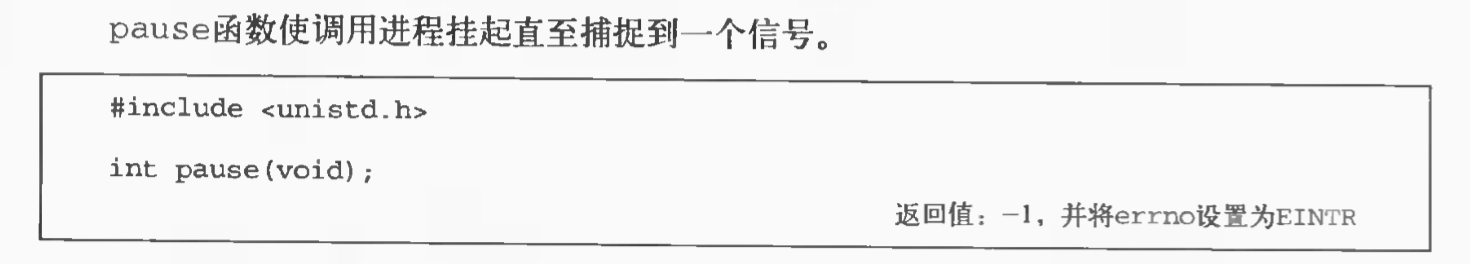 pause函数使调用进程挂起直至捕捉到一个信号。
#include <unistd.h>
int pause(void);
返回值：-1，并将errno设置为EINTR